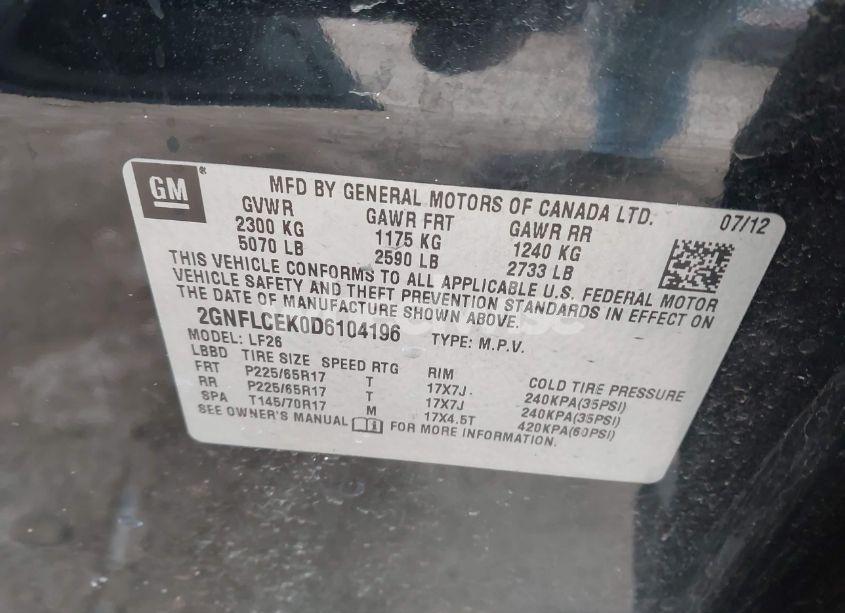 GM ® MFD BY GENERAL MOTORS OF CANADA LTD. 07/12
GVWR GAWR FRT GAWR RR
2300 KG 1175 KG 1240 KG
5070 LB 2590 LB 2733 LB
THIS VEHICLE CONFORMS TO ALL APPLICABLE U.S. FEDERAL MOTOR
VEHICLE SAFETY AND THEFT PREVENTION STANDARDS IN EFFECT ON
THE DATE OF MANUFACTURE SHOWN ABOVE.
2GNFLCEK0D6104196 TYPE: M.P.V.
MODEL: LF26
LBBD TIRE SIZE SPEED RTG RIM COLD TIRE PRESSURE
FRT P225/65R17 T 17X7J 240KPA(35PSI)
RR P225/65R17 T 17X7J 240KPA(35PSI)
SPA T145/70R17 M 17X4.5T 420KPA(60PSI)
SEE OWNER'S MANUAL FOR MORE INFORMATION.